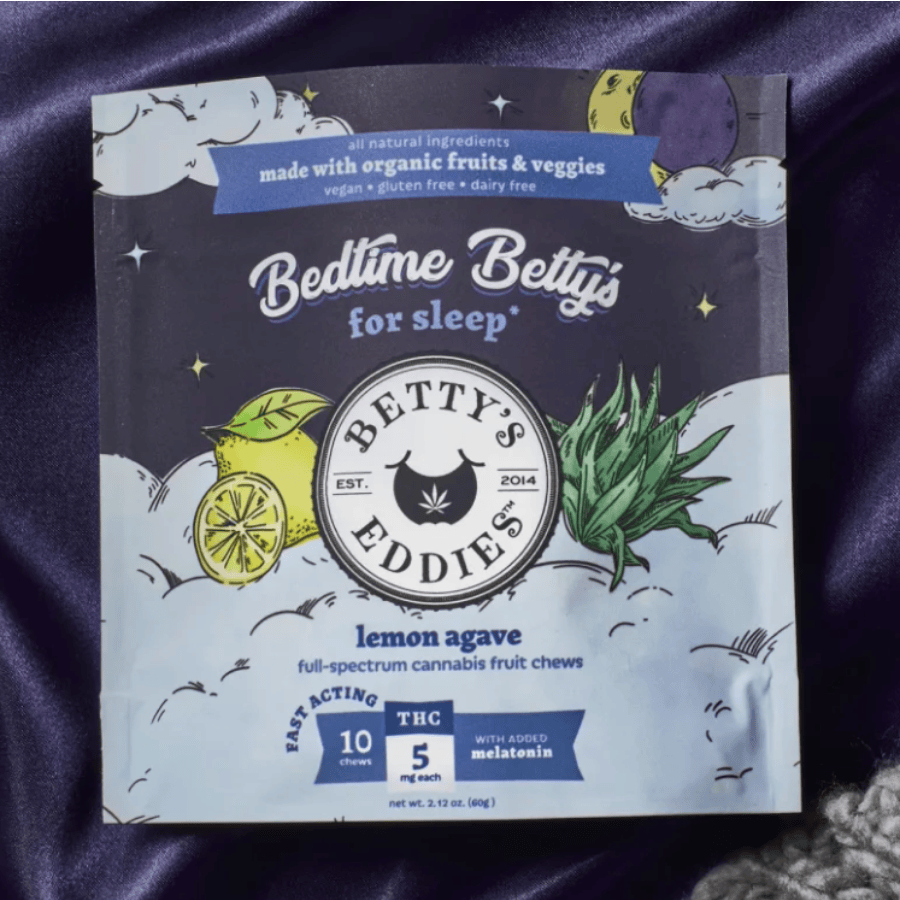 all natural ingredients
made with organic fruits & veggies
vegan • gluten free • dairy free
Bedtime Betty's
for sleep*
BETTY'S
EST. 2014
EDDIES™
lemon agave
full-spectrum cannabis fruit chews
FAST ACTING
10
chews
THC
5
mg each
WITH ADDED
melatonin
net wt. 2.12 oz. (60g)